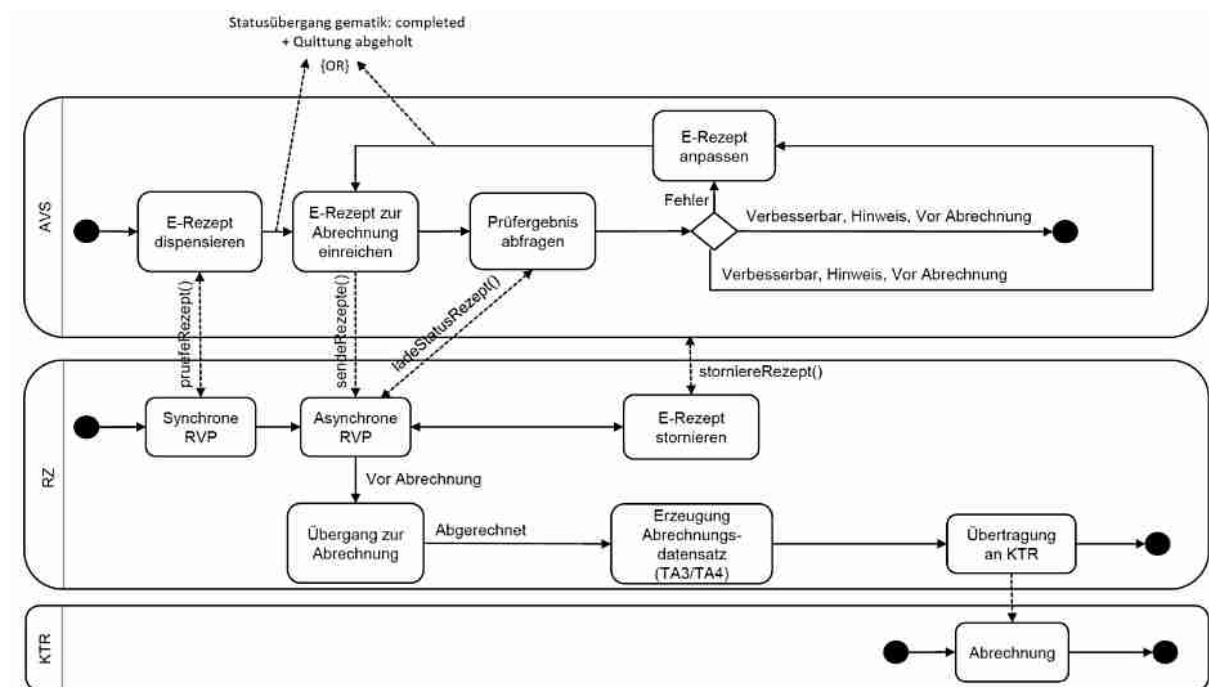 Statusübergang gematik: completed
+ Quittung abgeholt
{OR}
AVS
E-Rezept
anpassen
Fehler
E-Rezept
dispensieren
E-Rezept zur
Abrechnung
einreichen
Prüfergebnis
abfragen
Verbesserbar, Hinweis, Vor Abrechnung
Verbesserbar, Hinweis, Vor Abrechnung
pruefeRezept()
sendeRezepte()
ladeStatusRezept()
storniereRezept()
RZ
Synchrone
RVP
Asynchrone
RVP
E-Rezept
stornieren
Vor Abrechnung
Übergang zur
Abrechnung
Abgerechnet
Erzeugung
Abrechnungs-
datensatz
(TA3/TA4)
Übertragung
an KTR
KTR
Abrechnung